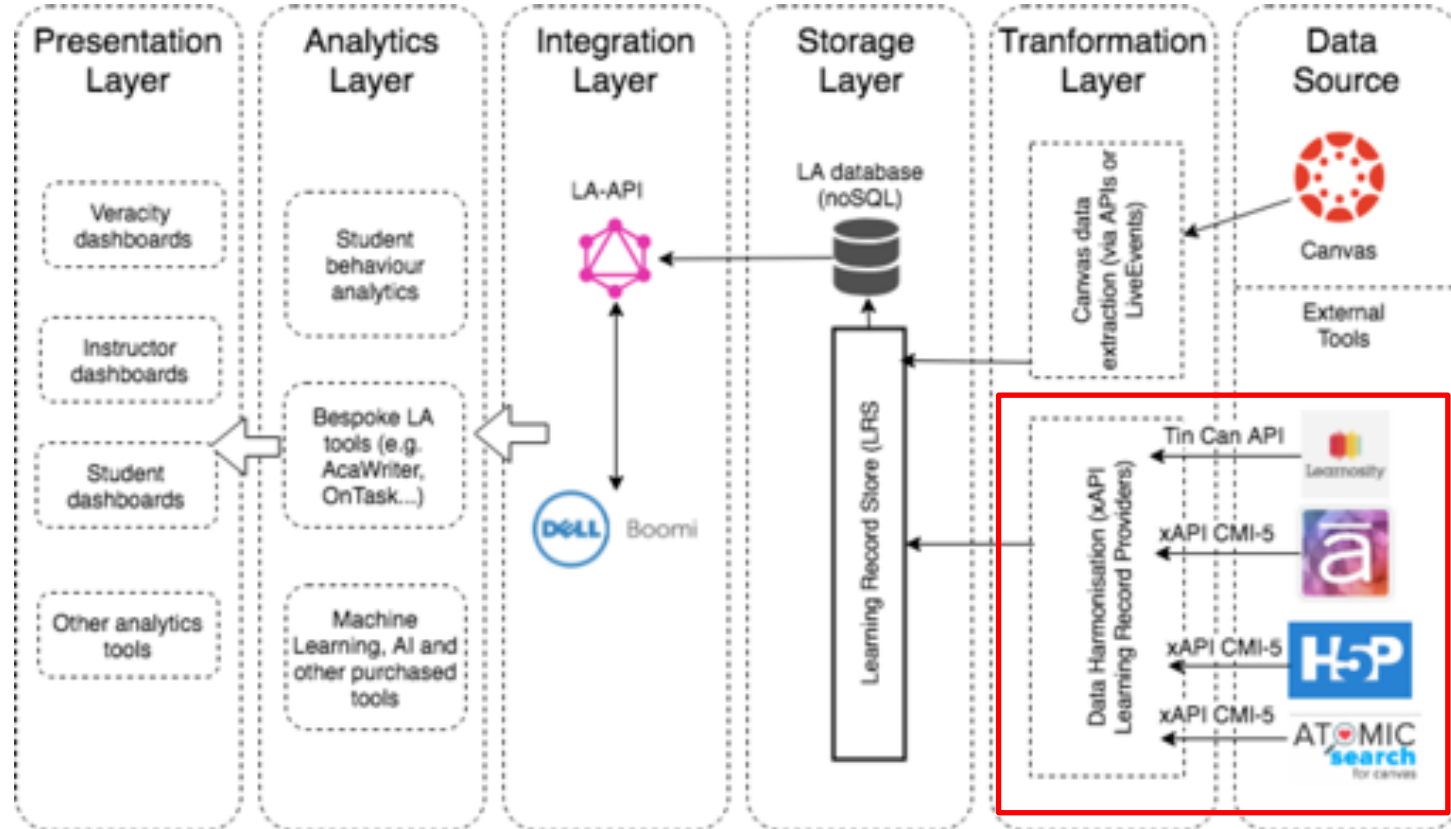 Presentation
Layer
Veracity
dashboards
Instructor
dashboards
Student
dashboards
Other analytics
tools
Analytics
Layer
Student
behaviour
analytics
Bespoke LA
tools (e.g.
AcaWriter,
OnTask...)
Machine
Learning, AI and
other purchased
tools
Integration
Layer
LA-API
DELL Boomi
Storage
Layer
LA database
(noSQL)
Learning Record Store (LRS
Tranformation
Layer
Canvas data
extraction (via APIs or
LiveEvents)
Data Harmonisation (xAPI
Learning Record Providers)
Tin Can API
xAPI CMI-5
xAPI CMI-5
xAPI CMI-5
Data
Source
Canvas
External
Tools
Learnosity
ā
H5P
ATOMIC
search
for canvas